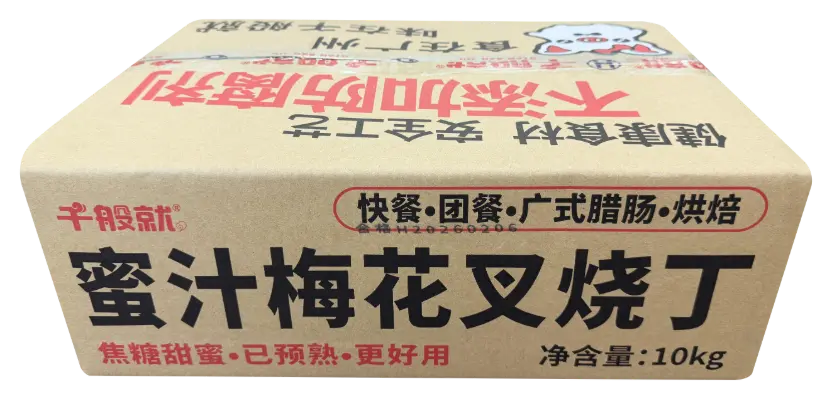 食在广州
味在千般就
不添加防腐剂
健康食材 安全工艺
千般就®
快餐•团餐•广式腊肠•烘焙
合格H20260206
蜜汁梅花叉烧丁
焦糖甜蜜•已预熟•更好用
净含量:10kg